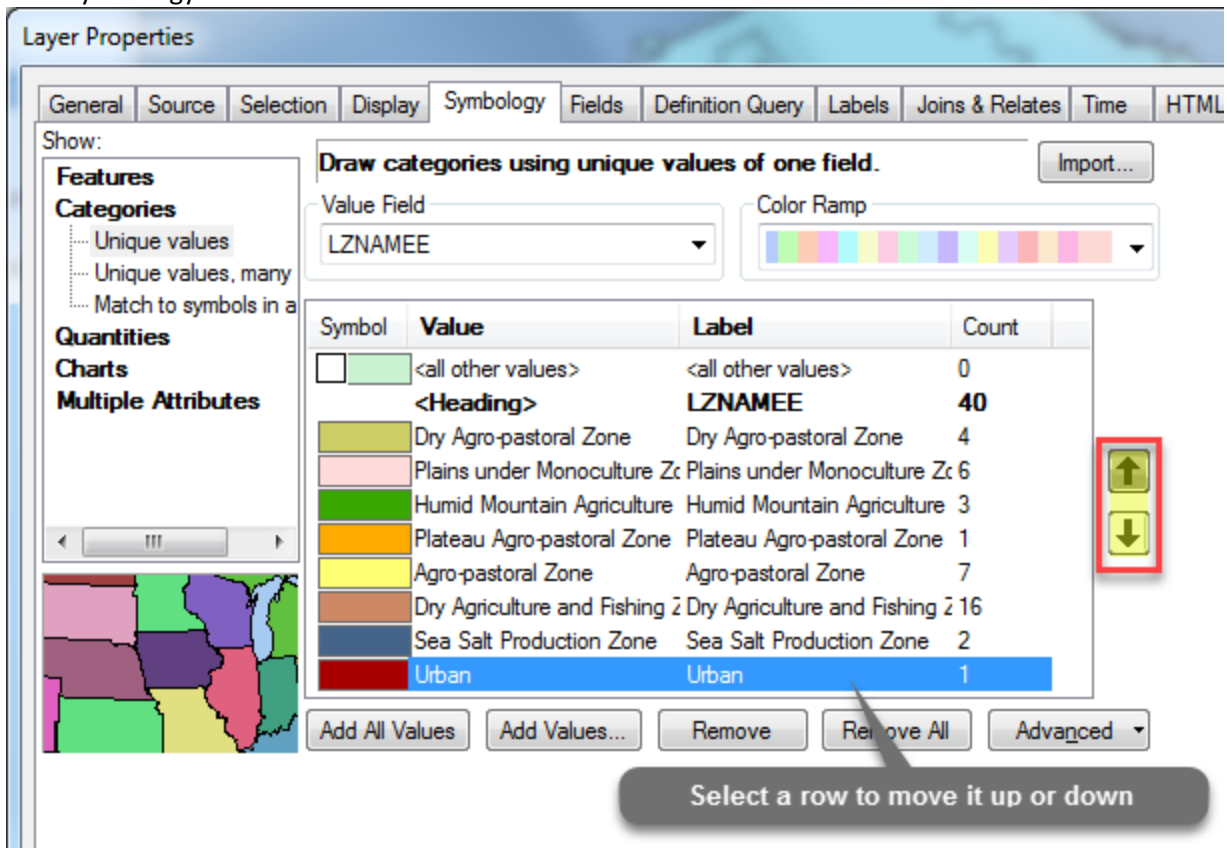 Layer Properties
General Source Selection Display Symbology Fields Definition Query Labels Joins & Relates Time HTML
Show:
Features
Categories
Unique values
Unique values, many
Match to symbols in a
Quantities
Charts
Multiple Attributes
Draw categories using unique values of one field.
Import...
Value Field
LZNAMEE
Color Ramp
Symbol Value Label Count
<all other values> <all other values> 0
<Heading> LZNAMEE 40
Dry Agro-pastoral Zone Dry Agro-pastoral Zone 4
Plains under Monoculture Zc Plains under Monoculture Zc 6
Humid Mountain Agriculture Humid Mountain Agriculture 3
Plateau Agro-pastoral Zone Plateau Agro-pastoral Zone 1
Agro-pastoral Zone Agro-pastoral Zone 7
Dry Agriculture and Fishing Z Dry Agriculture and Fishing Z 16
Sea Salt Production Zone Sea Salt Production Zone 2
Urban Urban 1
Add All Values Add Values... Remove Remove All Advanced
Select a row to move it up or down